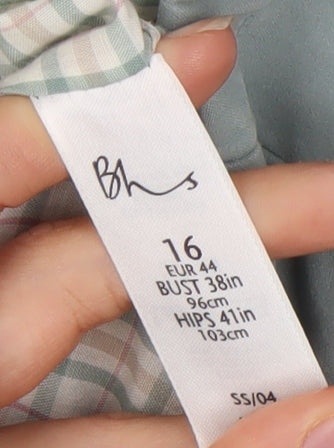 Bhs
16
EUR 44
BUST 38in
96cm
HIPS 41in
103cm
SS/04